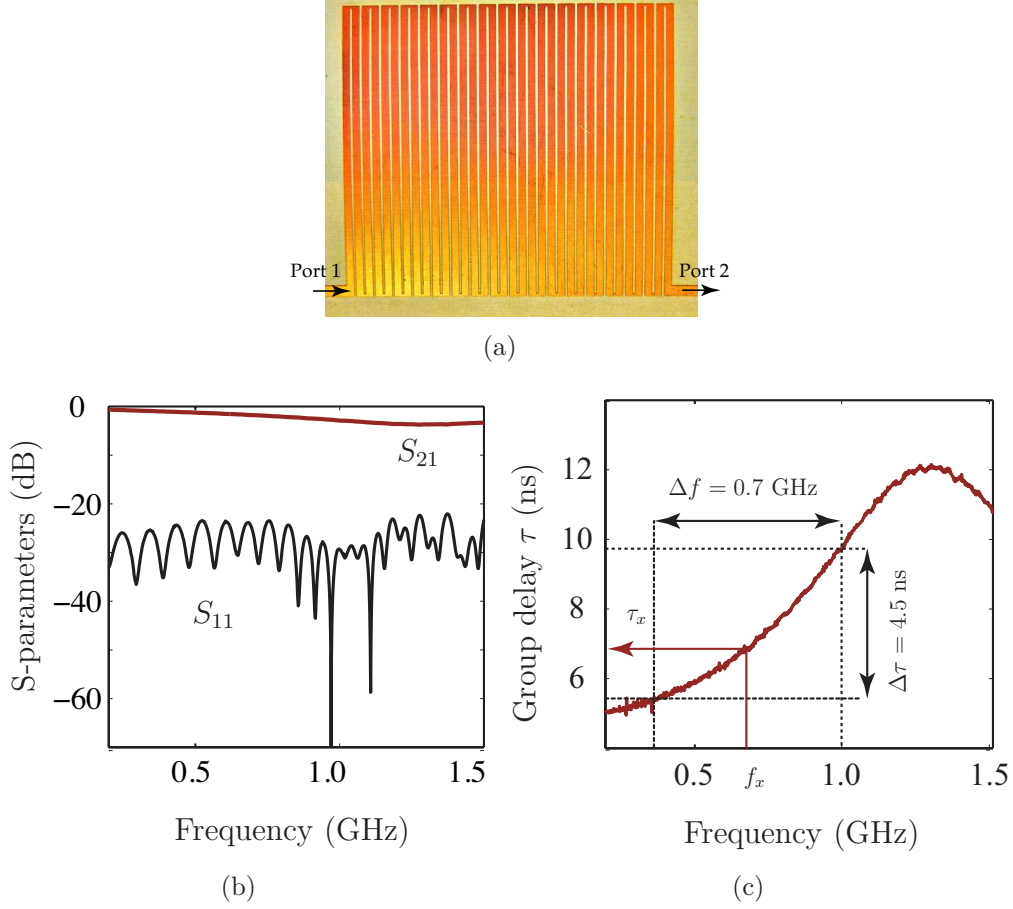 Port 1
Port 2
(a)
0
−20
−40
−60
S-parameters (dB)
S₂₁
S₁₁
0.5
1.0
1.5
Frequency (GHz)
(b)
12
10
8
6
Group delay τ (ns)
Δf = 0.7 GHz
τₓ
Δτ = 4.5 ns
0.5
fₓ
1.0
1.5
Frequency (GHz)
(c)